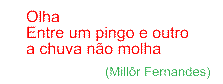 Olha
Entre um pingo e outro
a chuva não molha
(Millôr Fernandes)